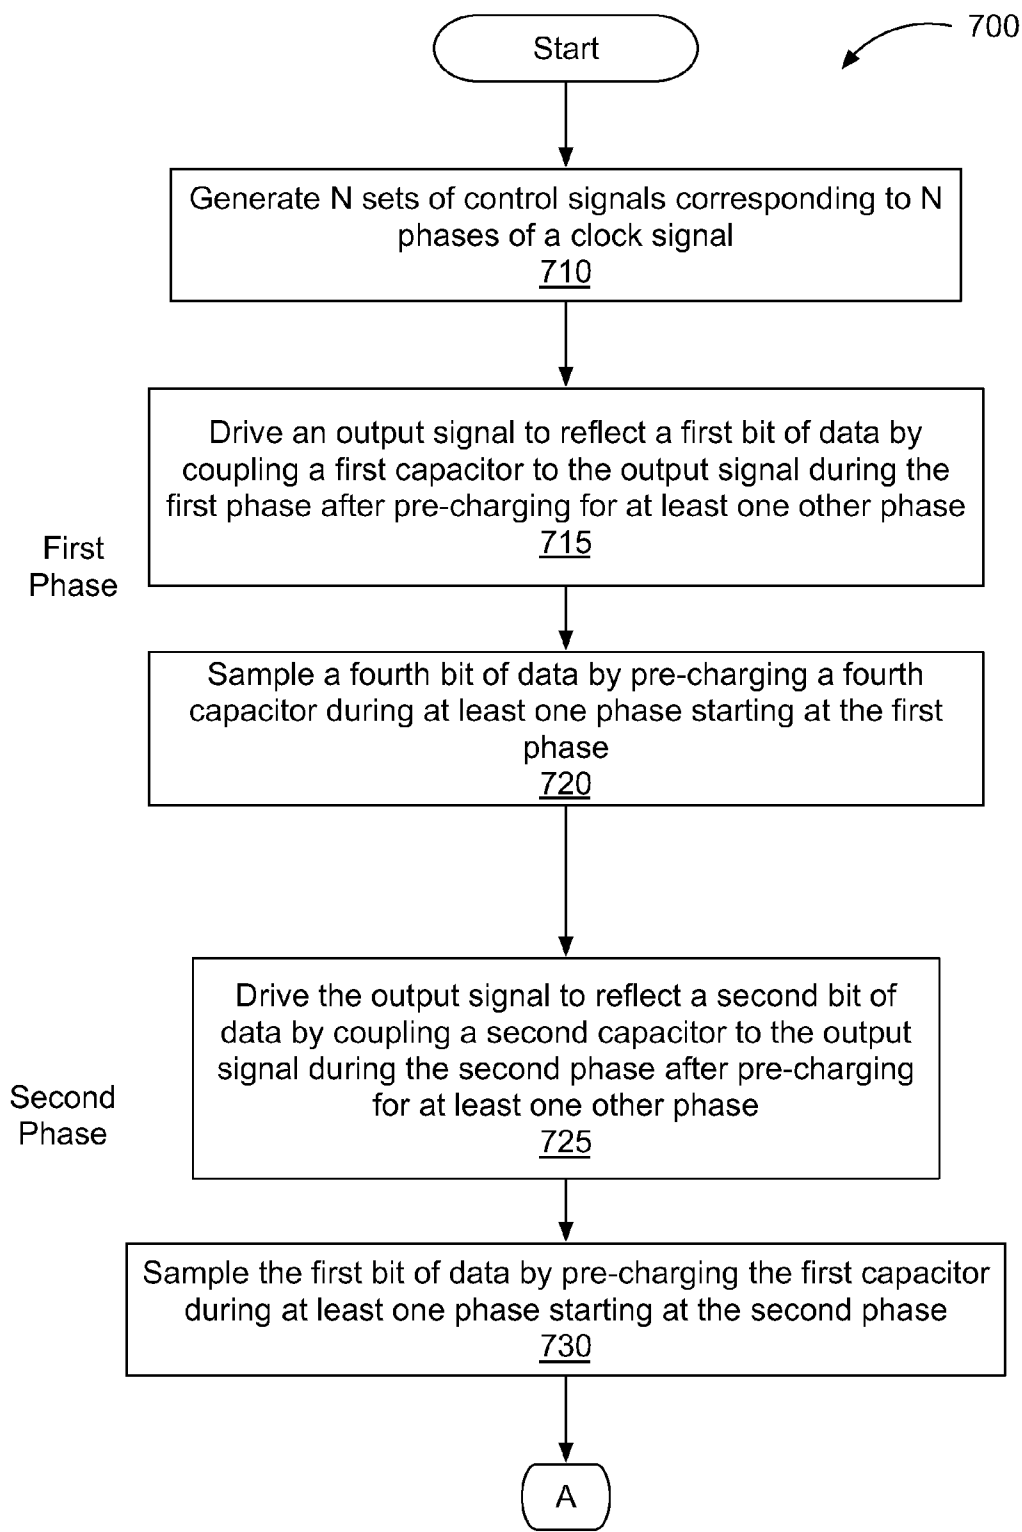 700
Start
Generate N sets of control signals corresponding to N
phases of a clock signal
710
First
Phase
Drive an output signal to reflect a first bit of data by
coupling a first capacitor to the output signal during the
first phase after pre-charging for at least one other phase
715
Sample a fourth bit of data by pre-charging a fourth
capacitor during at least one phase starting at the first
phase
720
Second
Phase
Drive the output signal to reflect a second bit of
data by coupling a second capacitor to the output
signal during the second phase after pre-charging
for at least one other phase
725
Sample the first bit of data by pre-charging the first capacitor
during at least one phase starting at the second phase
730
A